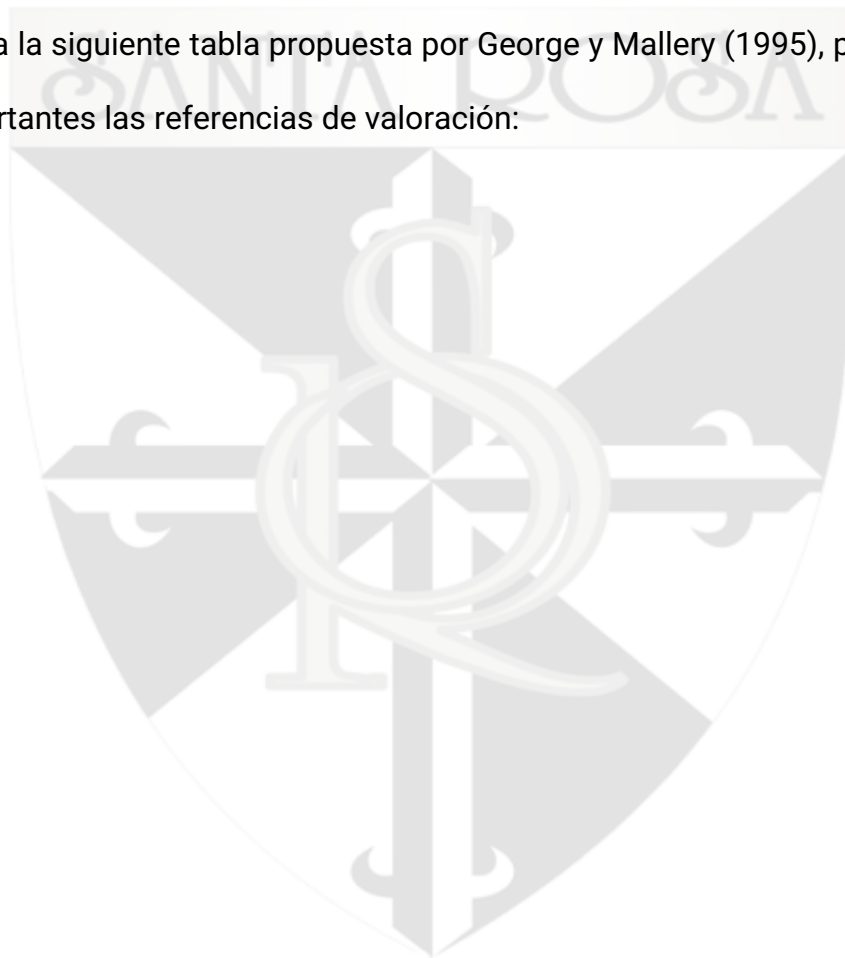 SANTA ROSA
a la siguiente tabla propuesta por George y Mallery (1995), p
rtantes las referencias de valoración: